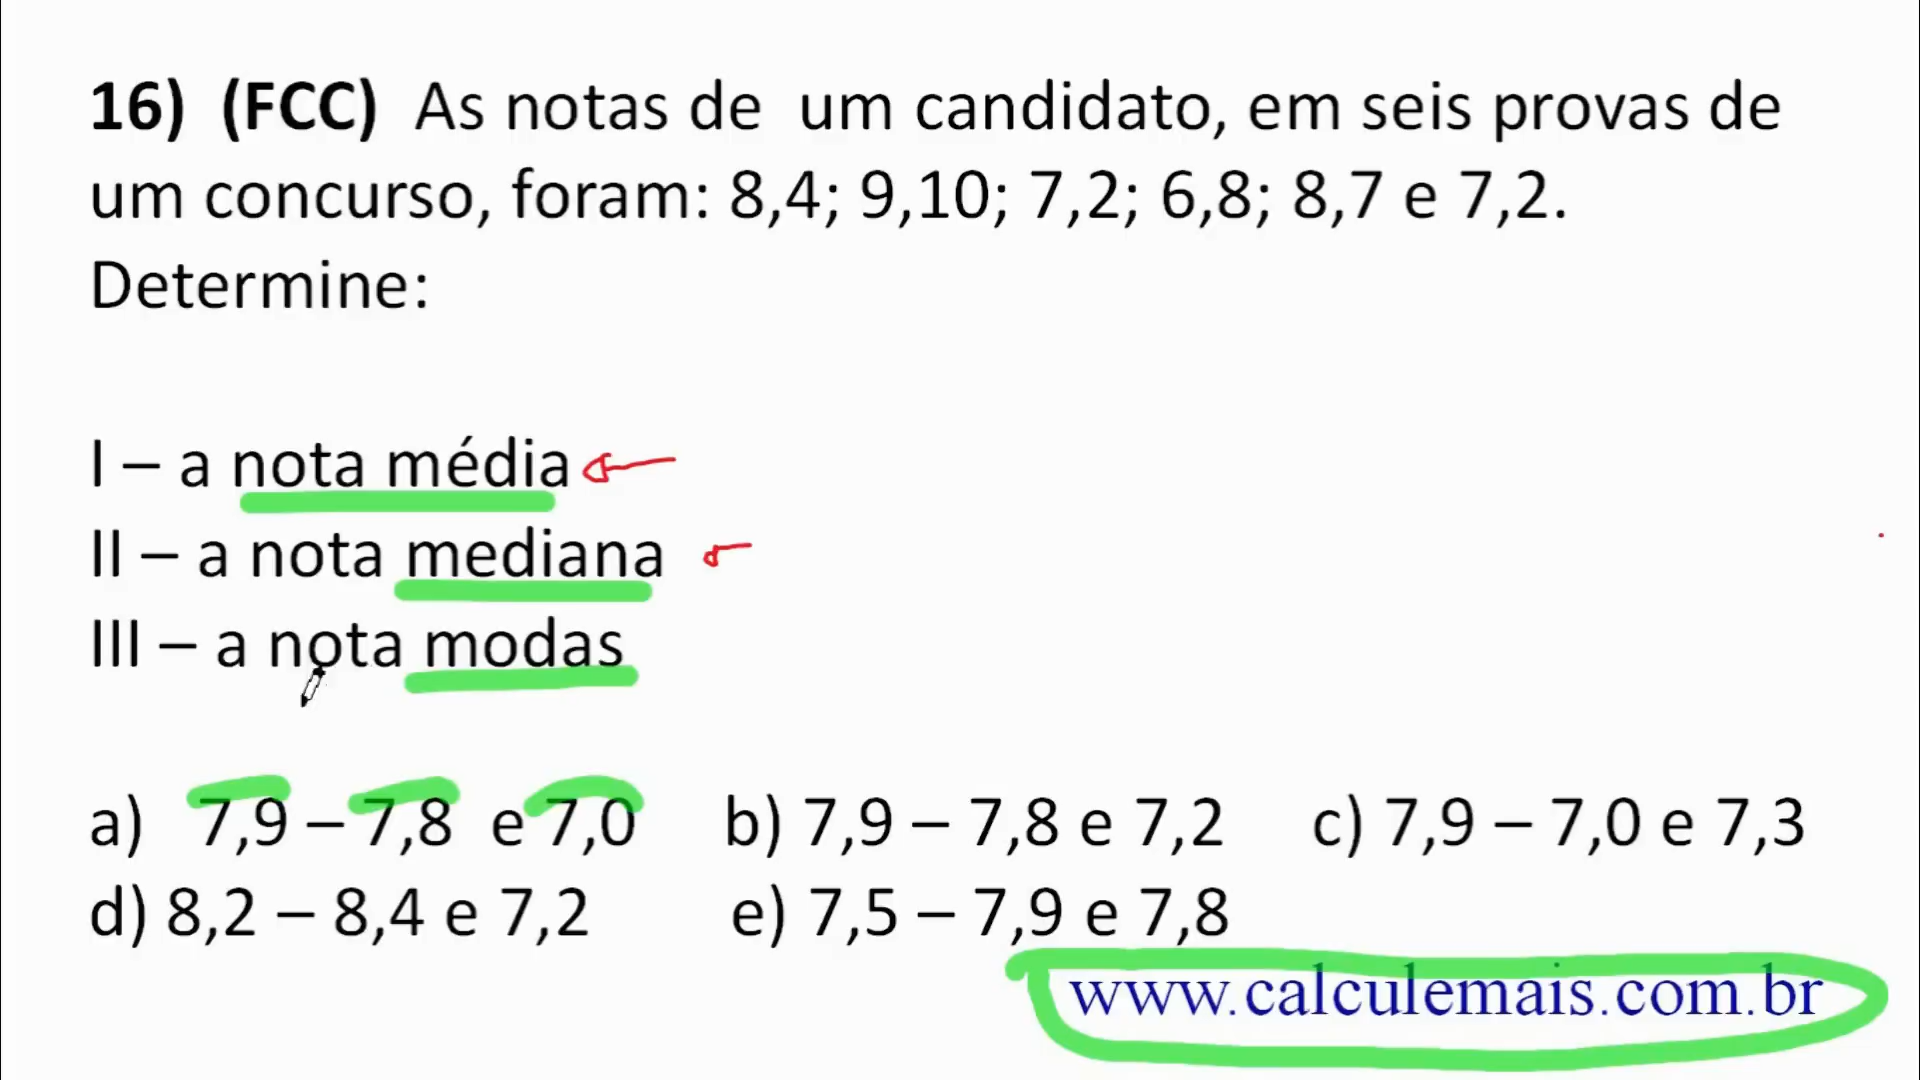 16) (FCC) As notas de um candidato, em seis provas de
um concurso, foram: 8,4; 9,10; 7,2; 6,8; 8,7 e 7,2.
Determine:
I – a nota média
II – a nota mediana
III – a nota modas
a) 7,9 – 7,8 e 7,0 b) 7,9 – 7,8 e 7,2 c) 7,9 – 7,0 e 7,3
d) 8,2 – 8,4 e 7,2 e) 7,5 – 7,9 e 7,8
www.calculemais.com.br